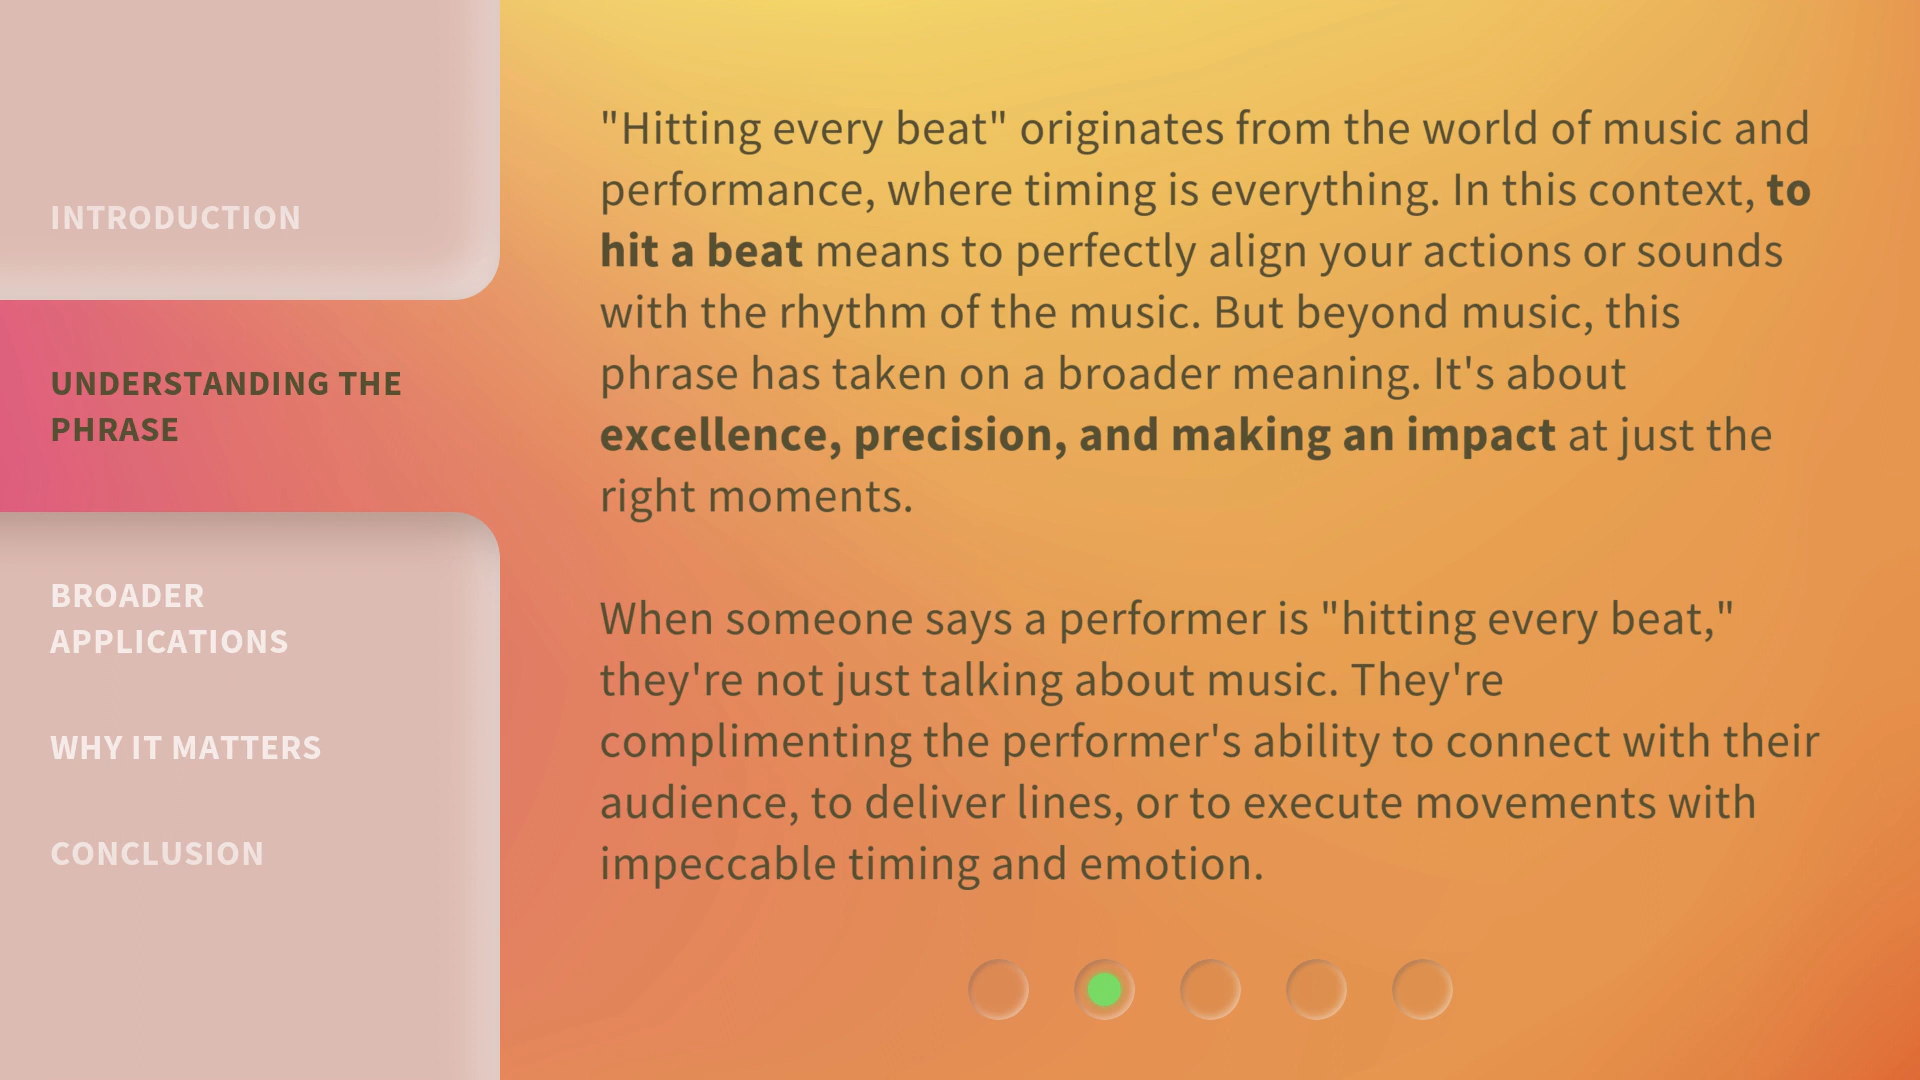 INTRODUCTION
UNDERSTANDING THE
PHRASE
BROADER
APPLICATIONS
WHY IT MATTERS
CONCLUSION
"Hitting every beat" originates from the world of music and
performance, where timing is everything. In this context, to
hit a beat means to perfectly align your actions or sounds
with the rhythm of the music. But beyond music, this
phrase has taken on a broader meaning. It's about
excellence, precision, and making an impact at just the
right moments.
When someone says a performer is "hitting every beat,"
they're not just talking about music. They're
complimenting the performer's ability to connect with their
audience, to deliver lines, or to execute movements with
impeccable timing and emotion.